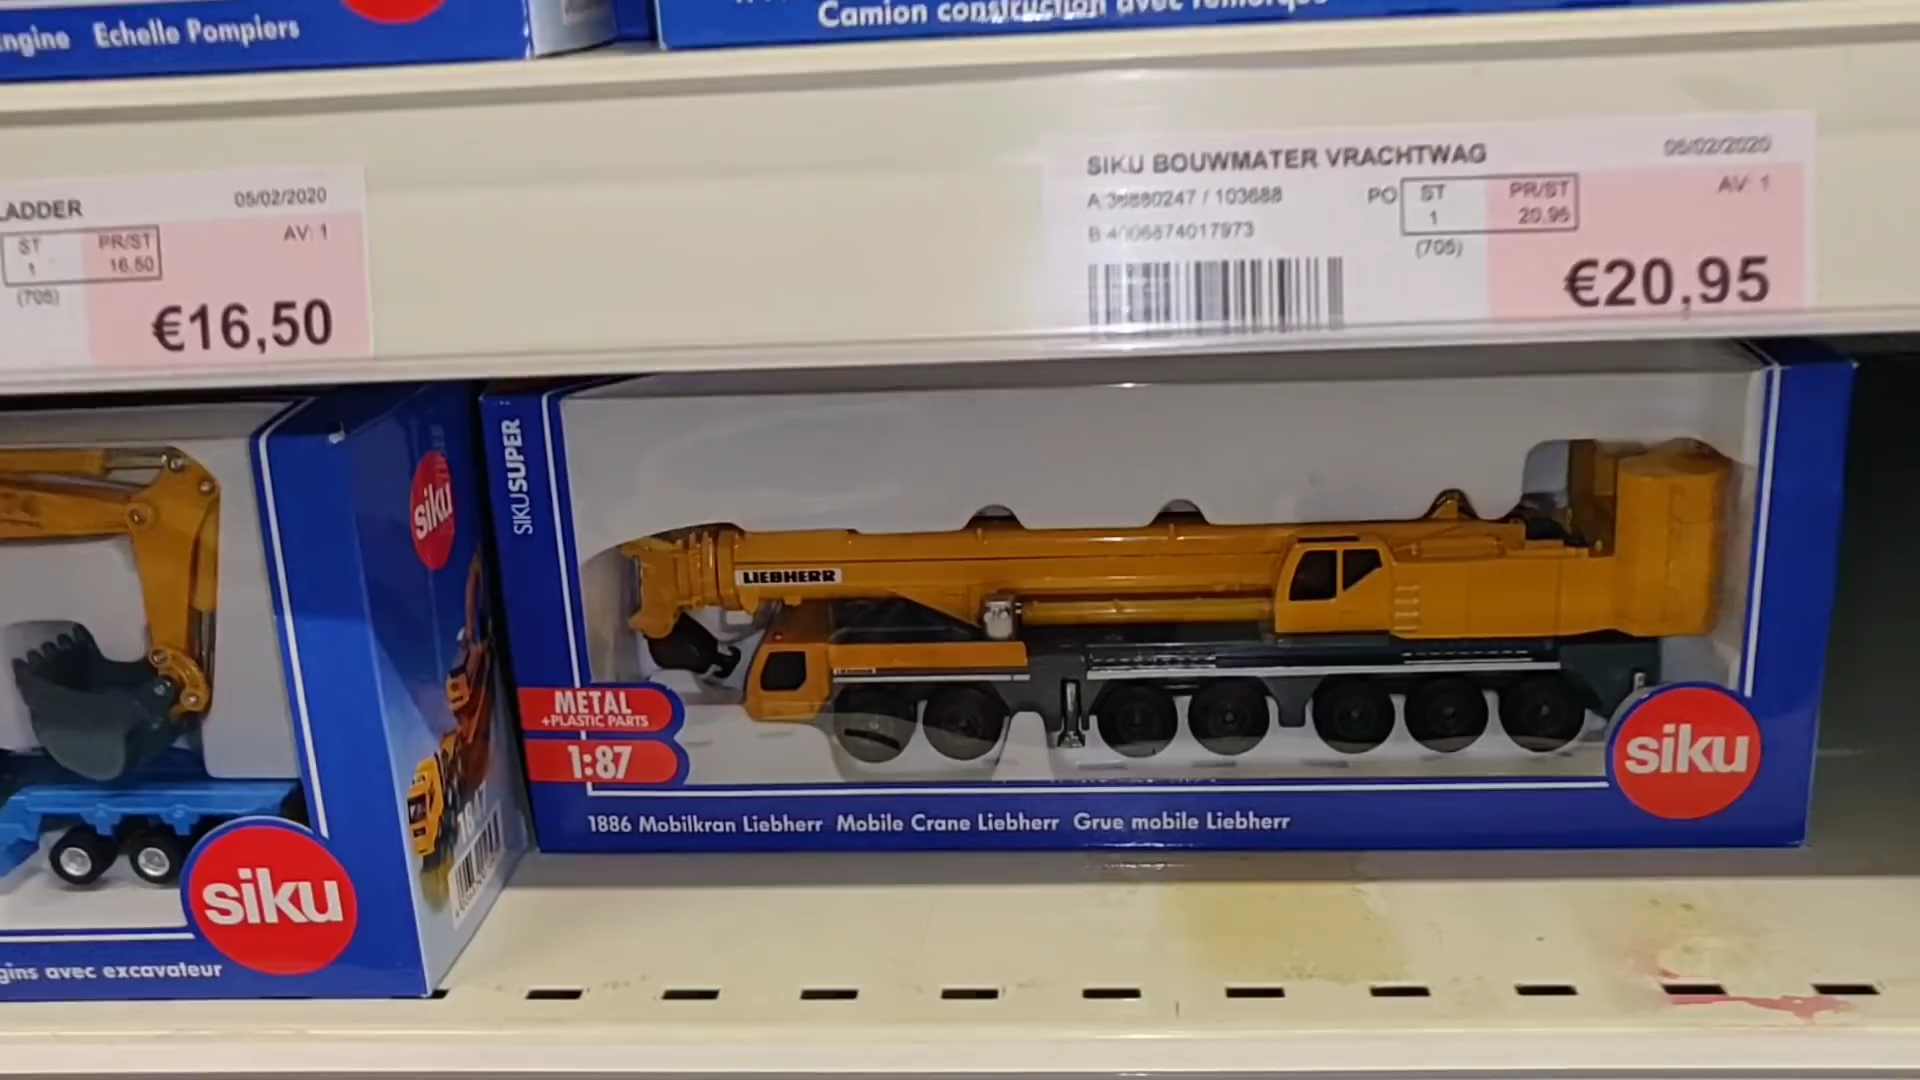 Engine Echelle Pompiers
Camion construction avec remorque
LADDER
05/02/2020
ST PR/ST
1 16.50
AV: 1
(705)
€16,50
SIKU BOUWMATER VRACHTWAG
05/02/2020
A 36880247 / 103688
PO ST PR/ST
1 20.95
AV: 1
B 4006874017973
(705)
€20,95
SIKUSUPER
siku
LIEBHERR
METAL
+PLASTIC PARTS
1:87
siku
1886 Mobilkran Liebherr Mobile Crane Liebherr Grue mobile Liebherr
siku
avec excavateur